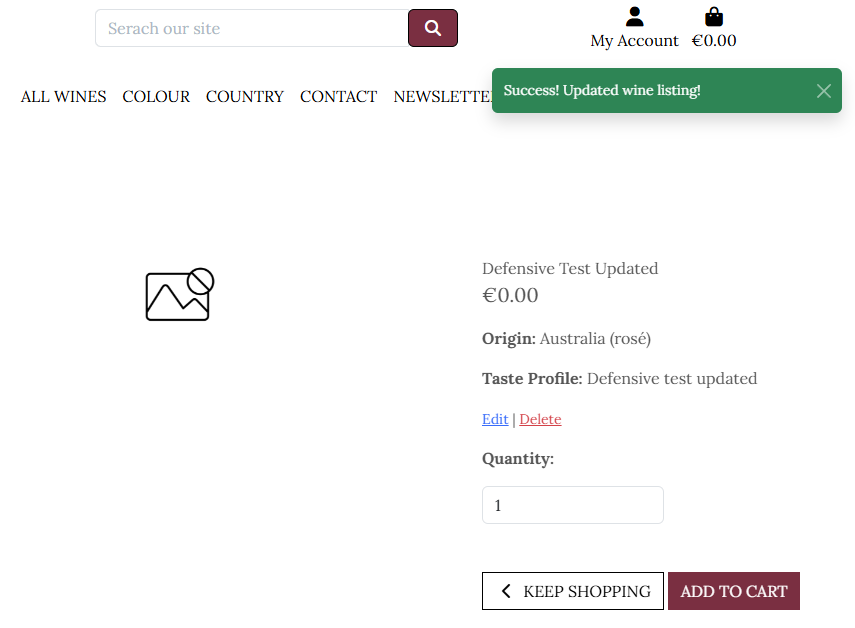 Serach our site
My Account €0.00
ALL WINES COLOUR COUNTRY CONTACT NEWSLETTE
Success! Updated wine listing!
Defensive Test Updated
€0.00
Origin: Australia (rosé)
Taste Profile: Defensive test updated
Edit | Delete
Quantity:
1
KEEP SHOPPING ADD TO CART